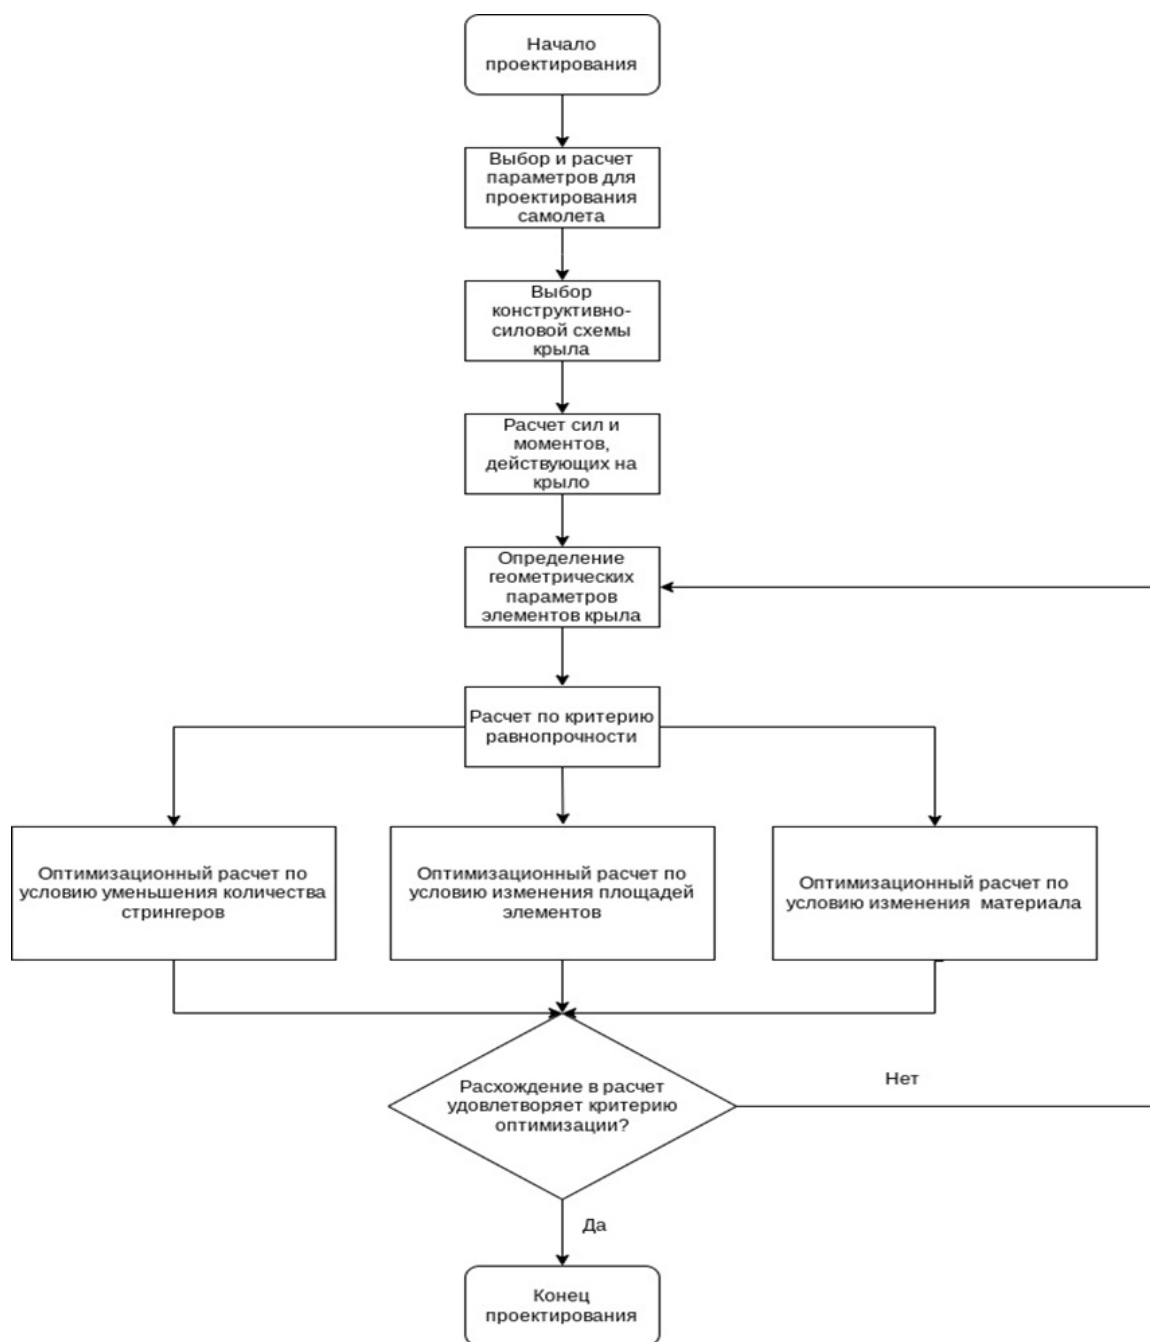 Начало
проектирования
Выбор и расчет
параметров для
проектирования
самолета
Выбор
конструктивно-
силовой схемы
крыла
Расчет сил и
моментов,
действующих на
крыло
Определение
геометрических
параметров
элементов крыла
Расчет по критерию
равнопрочности
Оптимизационный расчет по
условию уменьшения количества
стрингеров
Оптимизационный расчет по
условию изменения площадей
элементов
Оптимизационный расчет по
условию изменения материала
Расхождение в расчет
удовлетворяет критерию
оптимизации?
Нет
Да
Конец
проектирования